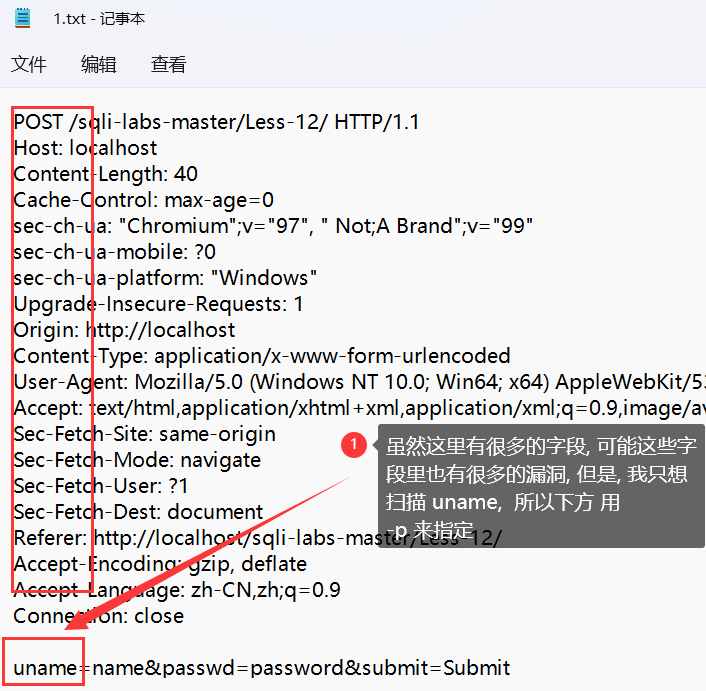 1.txt - 记事本
文件 编辑 查看
POST /sqli-labs-master/Less-12/ HTTP/1.1
Host: localhost
Content-Length: 40
Cache-Control: max-age=0
sec-ch-ua: "Chromium";v="97", " Not;A Brand";v="99"
sec-ch-ua-mobile: ?0
sec-ch-ua-platform: "Windows"
Upgrade-Insecure-Requests: 1
Origin: http://localhost
Content-Type: application/x-www-form-urlencoded
User-Agent: Mozilla/5.0 (Windows NT 10.0; Win64; x64) AppleWebKit/53
Accept: text/html,application/xhtml+xml,application/xml;q=0.9,image/av
Sec-Fetch-Site: same-origin
Sec-Fetch-Mode: navigate
Sec-Fetch-User: ?1
Sec-Fetch-Dest: document
Referer: http://localhost/sqli-labs-master/Less-12/
Accept-Encoding: gzip, deflate
Accept-Language: zh-CN,zh;q=0.9
Connection: close
uname=name&passwd=password&submit=Submit
1
虽然这里有很多的字段, 可能这些字
段里也有很多的漏洞, 但是, 我只想
扫描 uname, 所以下方 用
-p 来指定